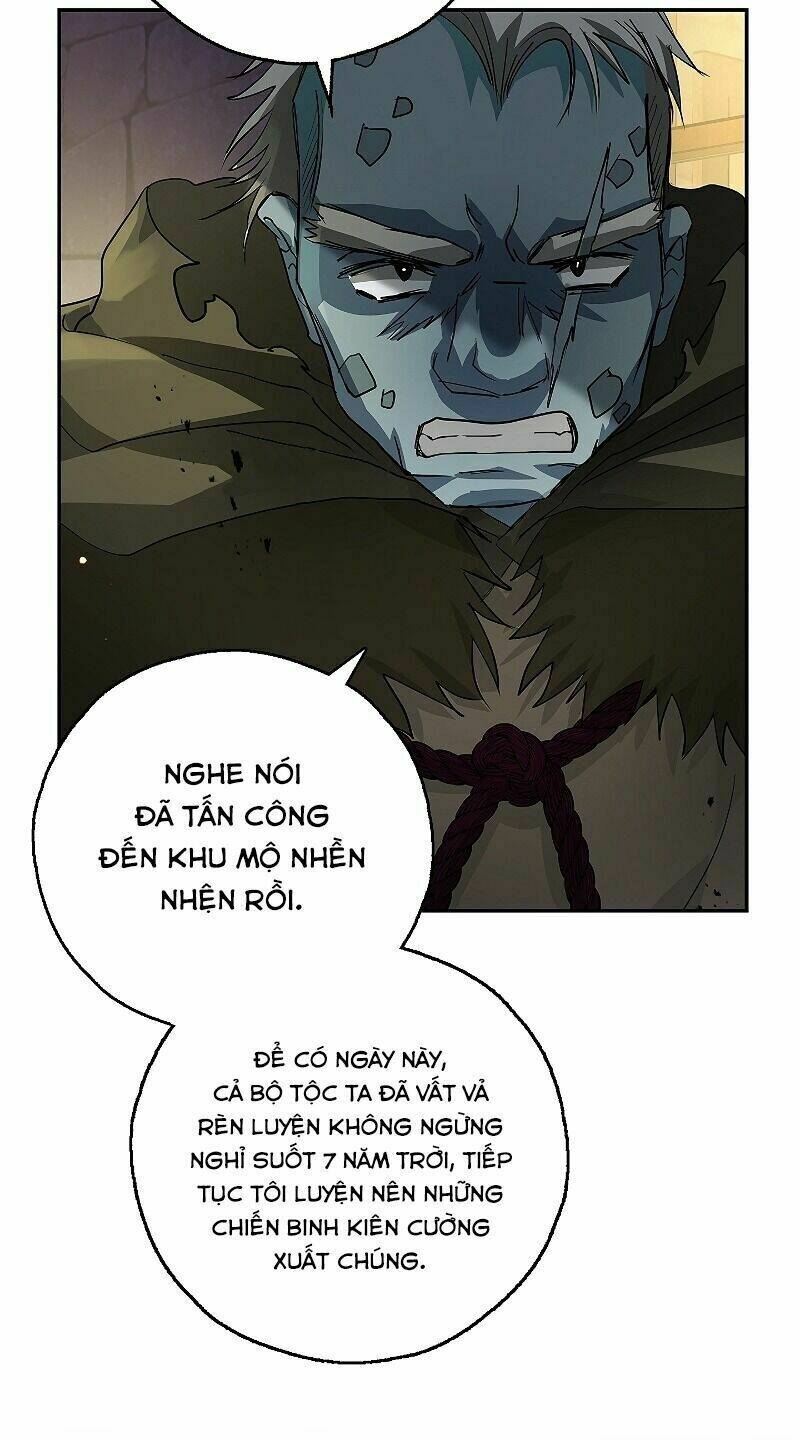 NGHE NÓI
ĐÃ TẤN CÔNG
ĐẾN KHU MỘ NHỀN
NHỆN RỒI.
ĐỂ CÓ NGÀY NÀY,
CẢ BỘ TỘC TA ĐÃ VẤT VẢ
RÈN LUYỆN KHÔNG NGỪNG
NGHỈ SUỐT 7 NĂM TRỜI, TIẾP
TỤC TÔI LUYỆN NÊN NHỮNG
CHIẾN BINH KIÊN CƯỜNG
XUẤT CHÚNG.